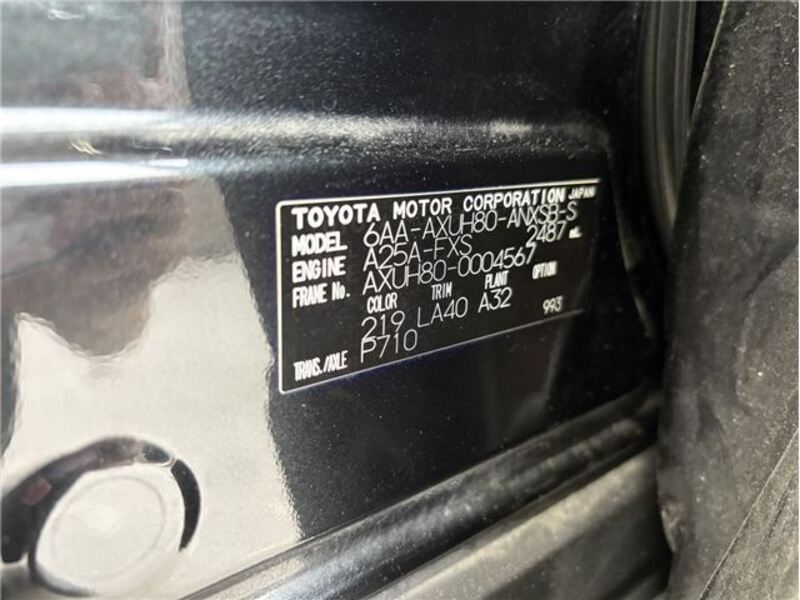 TOYOTA MOTOR CORPORATION JAPAN
MODEL 6AA-AXUH80-ANXSB-S
ENGINE A25A-FXS 2487 mL
FRAME No. AXUH80-0004567
COLOR TRIM PLANT OPTION
219 LA40 A32 993
TRANS./AXLE P710